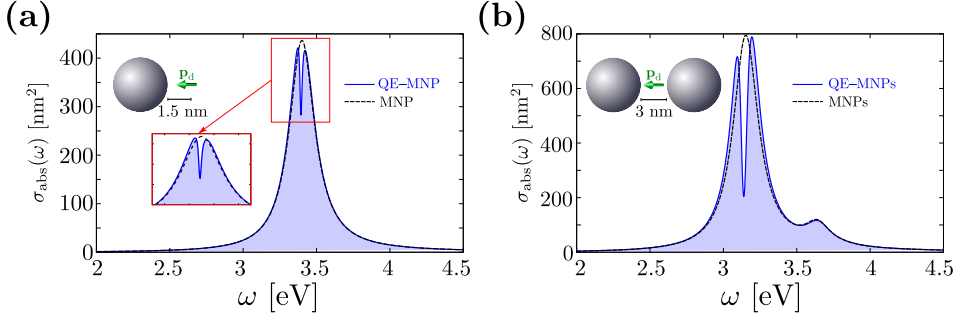 (a)
400
300
200
100
0
σabs(ω) [nm²]
pd
1.5 nm
QE–MNP
MNP
2
2.5
3
3.5
4
4.5
ω [eV]
(b)
800
600
400
200
0
σabs(ω) [nm²]
pd
3 nm
QE–MNPs
MNPs
2
2.5
3
3.5
4
4.5
ω [eV]